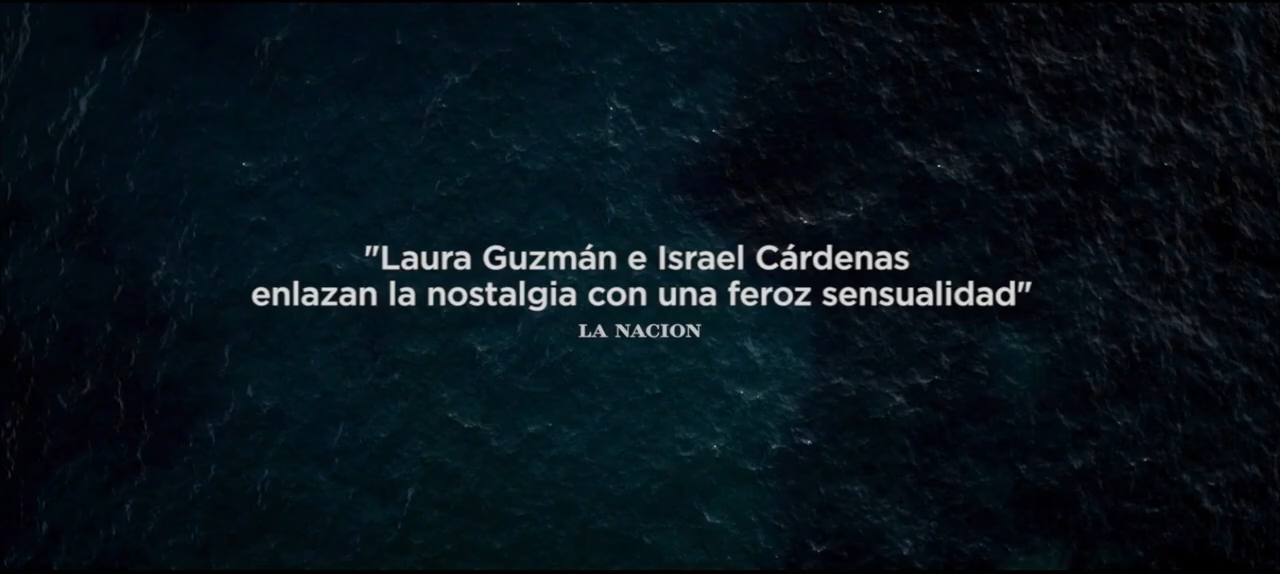 "Laura Guzmán e Israel Cárdenas
enlazan la nostalgia con una feroz sensualidad"
LA NACION